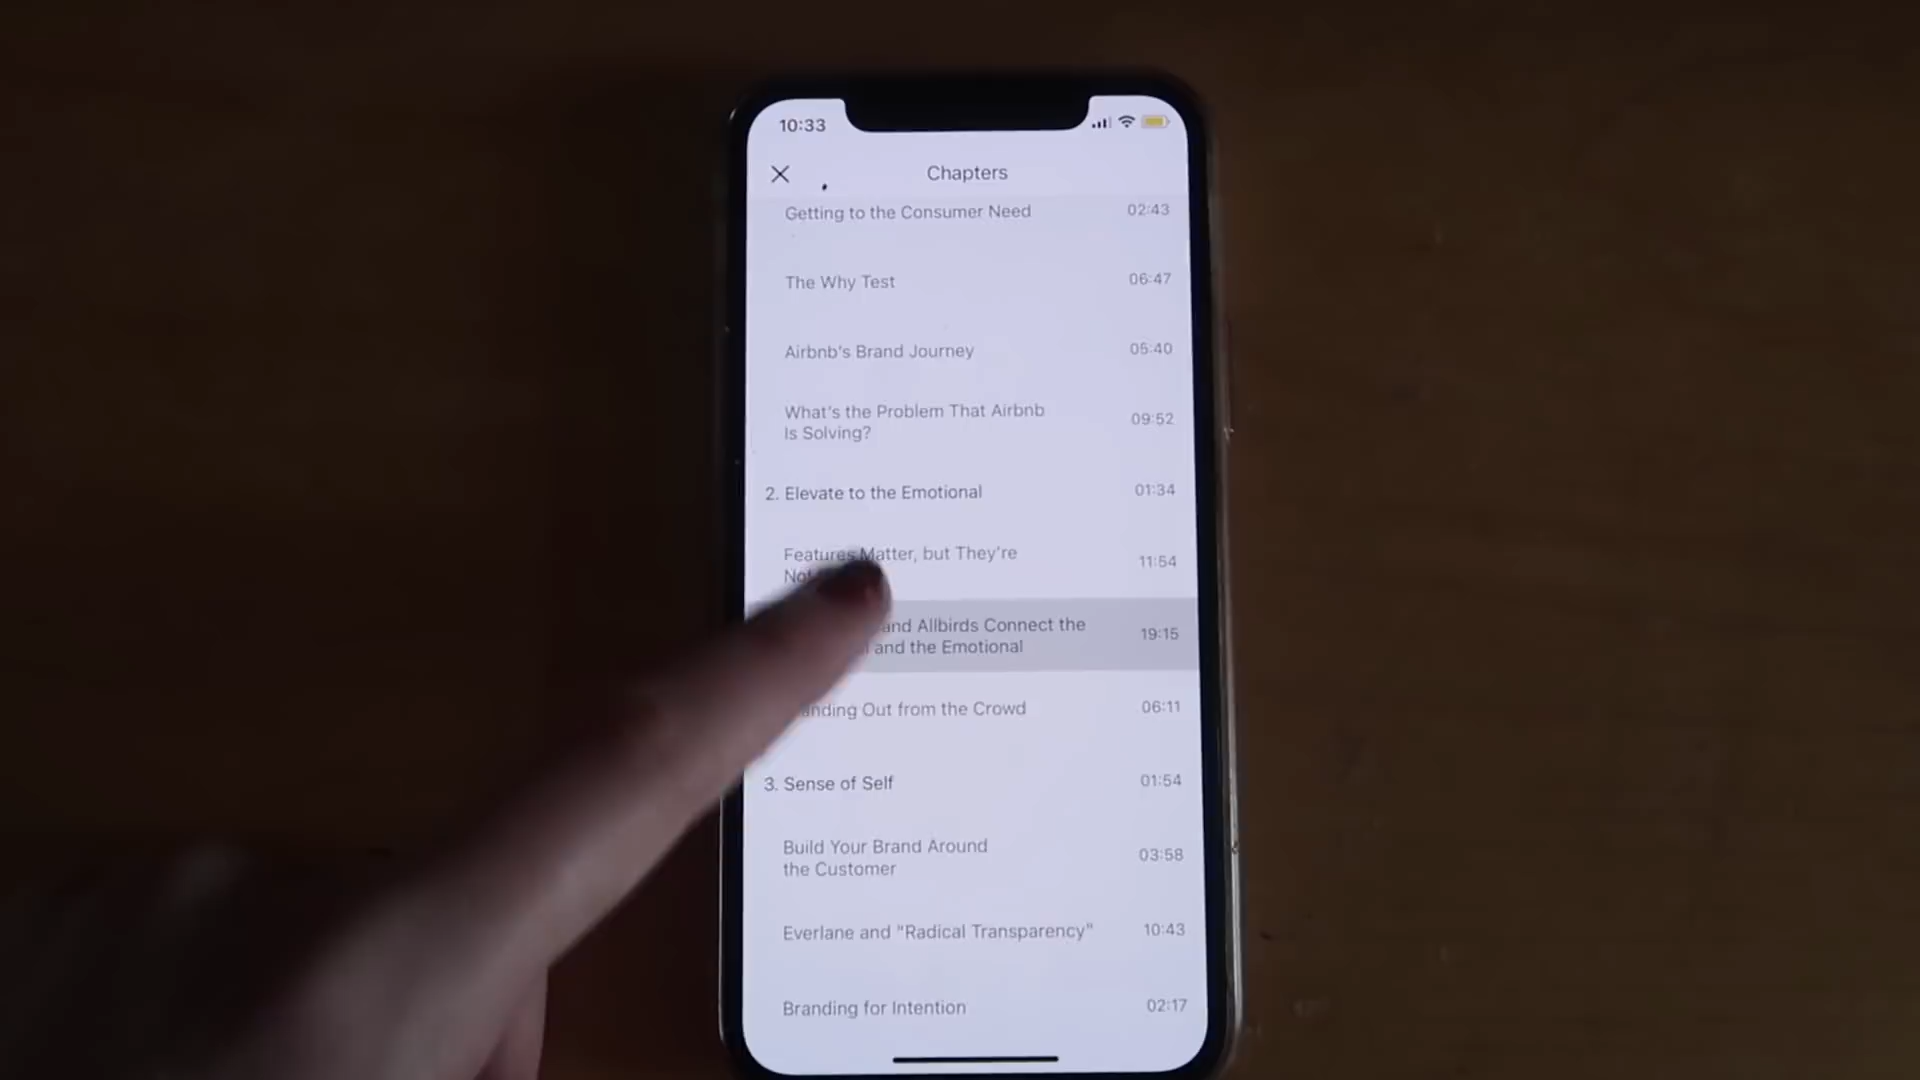 10:33
Chapters
Getting to the Consumer Need 02:43
The Why Test 06:47
Airbnb's Brand Journey 05:40
What's the Problem That Airbnb
Is Solving? 09:52
2. Elevate to the Emotional 01:34
Features Matter, but They're
11:54
and Allbirds Connect the
and the Emotional 19:15
Out from the Crowd 06:11
3. Sense of Self 01:54
Build Your Brand Around
the Customer 03:58
Everlane and "Radical Transparency" 10:43
Branding for Intention 02:17